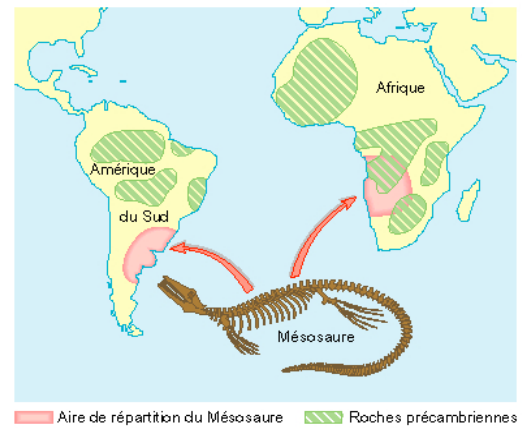 Afrique
Amérique
du Sud
Mésosaure
Aire de répartition du Mésosaure
Roches précambriennes